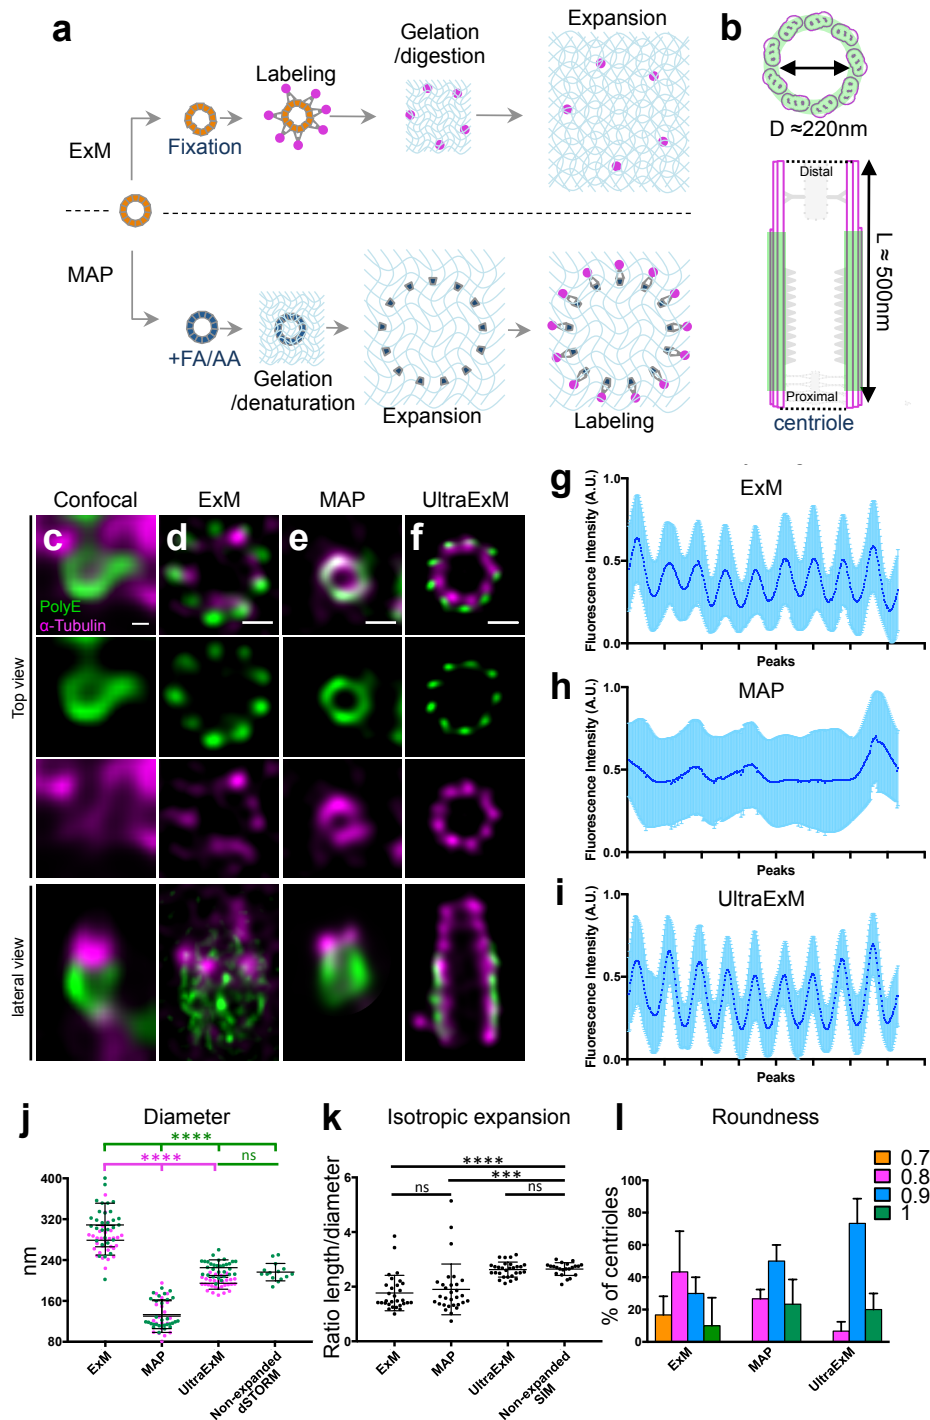 a
ExM
Fixation
Labeling
Gelation
/digestion
Expansion
MAP
+FA/AA
Gelation
/denaturation
Expansion
Labeling
b
D ≈220nm
Distal
L ≈ 500nm
Proximal
centriole
Confocal
ExM
MAP
UltraExM
c
d
e
f
PolyE
α-Tubulin
Top view
lateral view
g
ExM
Fluorescence Intensity (A.U.)
1.0
0.5
0.0
Peaks
h
MAP
Fluorescence Intensity (A.U.)
1.0
0.5
0.0
Peaks
i
UltraExM
Fluorescence Intensity (A.U.)
1.0
0.5
0.0
Peaks
j
Diameter
****
****
ns
nm
400
320
240
160
80
ExM
MAP
UltraExM
Non-expanded
dSTORM
k
Isotropic expansion
****
***
ns
ns
Ratio length/diameter
6
4
2
0
ExM
MAP
UltraExM
Non-expanded
SIM
l
Roundness
0.7
0.8
0.9
1
% of centrioles
100
80
60
40
20
0
ExM
MAP
UltraExM